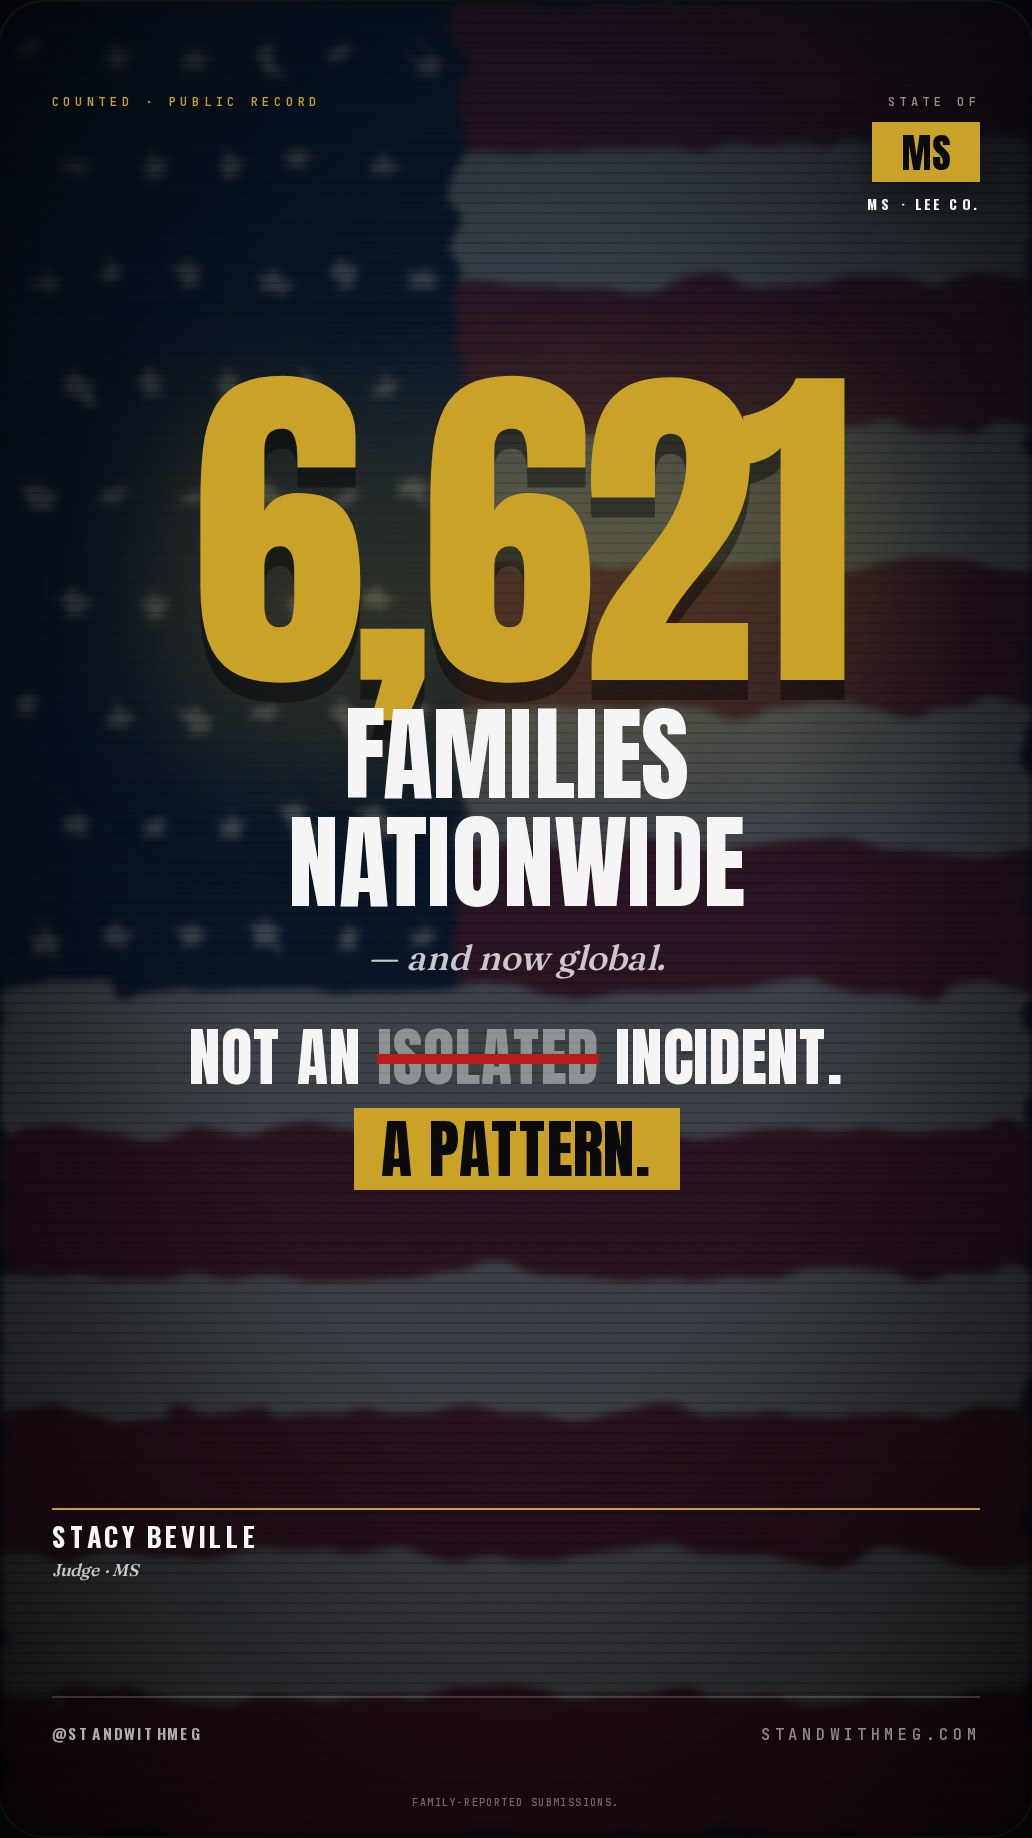 COUNTED · PUBLIC RECORD
STATE OF
MS
MS · LEE CO.
6,621
FAMILIES
NATIONWIDE
— and now global.
NOT AN ISOLATED INCIDENT.
A PATTERN.
STACY BEVILLE
Judge · MS
@STANDWITHMEG
STANDWITHMEG.COM
FAMILY-REPORTED SUBMISSIONS.